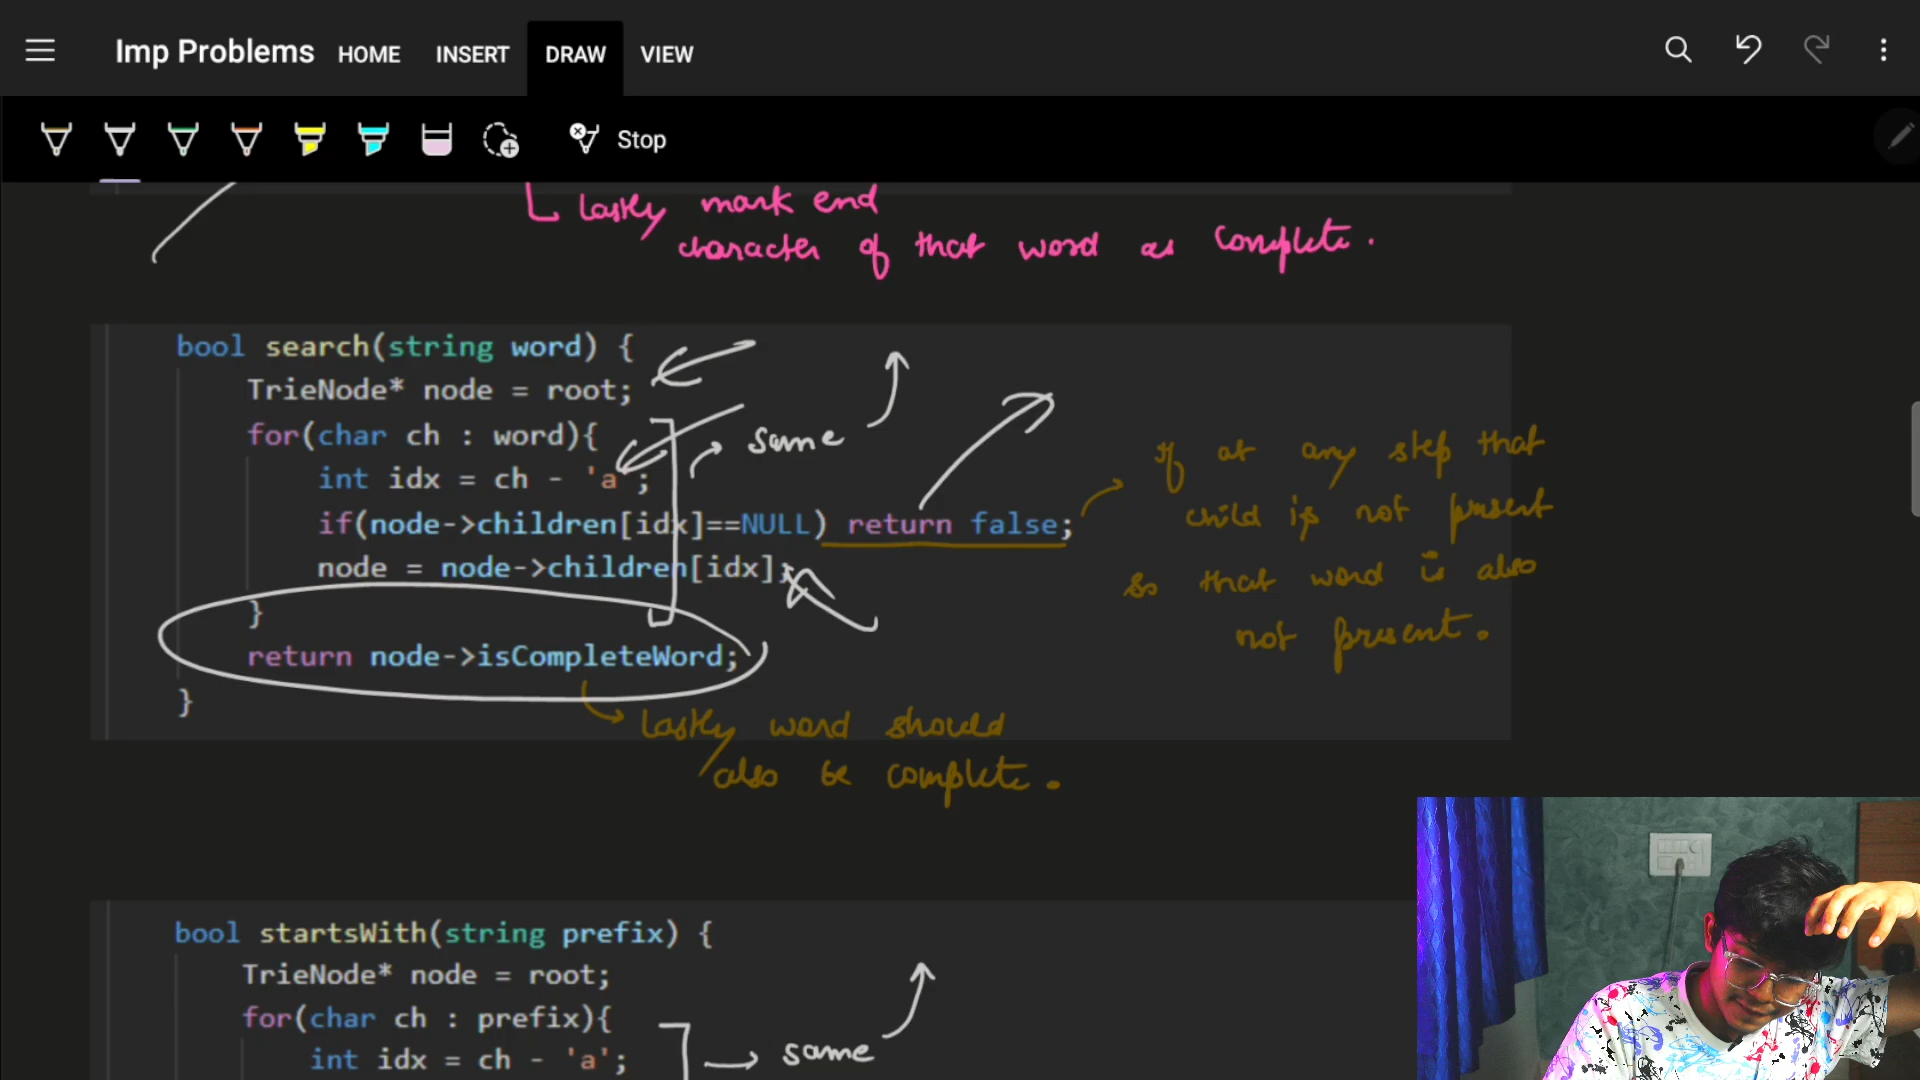 Imp Problems HOME INSERT DRAW VIEW
Stop
lastly mark end
character of that word as complete.
bool search(string word) {
TrieNode* node = root;
for(char ch : word){
same
int idx = ch - 'a';
if(node->children[idx]==NULL) return false;
node = node->children[idx];
}
return node->isCompleteWord;
}
If at any step that
child is not present
so that word is also
not present.
lastly word should
also be complete.
bool startsWith(string prefix) {
TrieNode* node = root;
for(char ch : prefix){
int idx = ch - 'a';
same